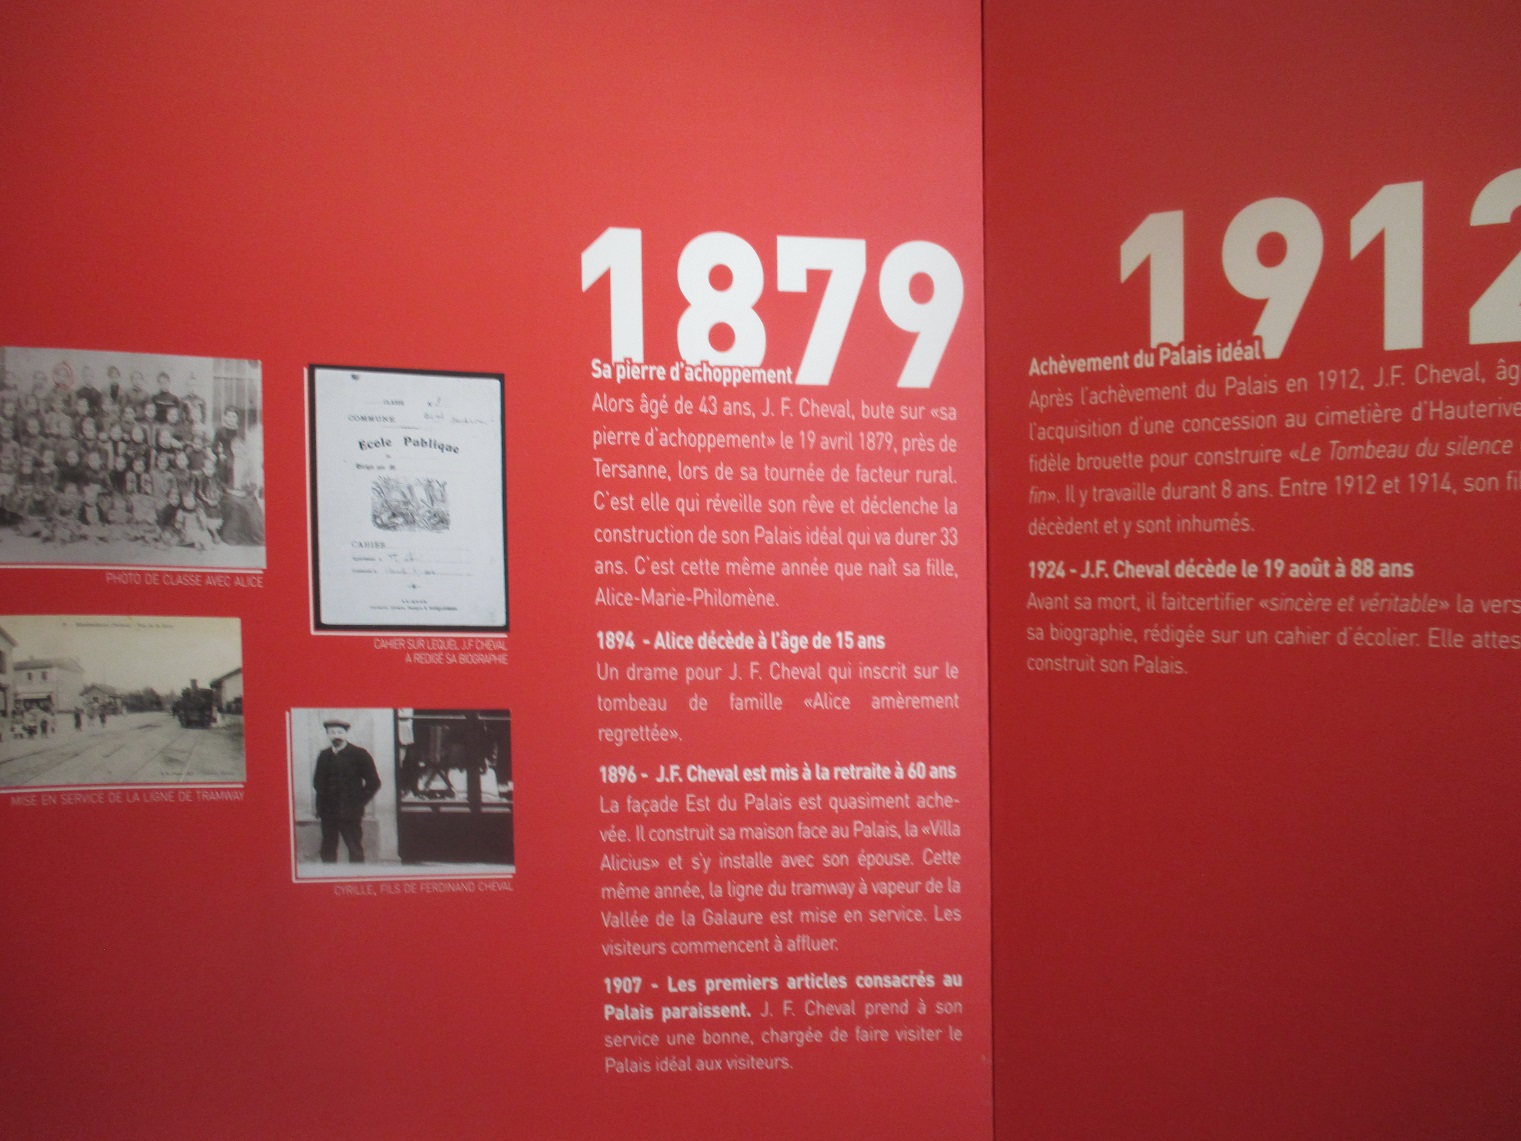 PHOTO DE CLASSE AVEC ALICE
MISE EN SERVICE DE LA LIGNE DE TRAMWAY
COMMUNE
Ecole Publique
CAHIER
CAHIER SUR LEQUEL J.F CHEVAL
A RÉDIGÉ SA BIOGRAPHIE
CYRILLE, FILS DE FERDINAND CHEVAL
1879
Sa pierre d'achoppement
Alors âgé de 43 ans, J. F. Cheval, bute sur «sa
pierre d'achoppement» le 19 avril 1879, près de
Tersanne, lors de sa tournée de facteur rural.
C'est elle qui réveille son rêve et déclenche la
construction de son Palais idéal qui va durer 33
ans. C'est cette même année que naît sa fille,
Alice-Marie-Philomène.
1894 - Alice décède à l'âge de 15 ans
Un drame pour J. F. Cheval qui inscrit sur le
tombeau de famille «Alice amèrement
regrettée».
1896 - J.F. Cheval est mis à la retraite à 60 ans
La façade Est du Palais est quasiment ache-
vée. Il construit sa maison face au Palais, la «Villa
Alicius» et s'y installe avec son épouse. Cette
même année, la ligne du tramway à vapeur de la
Vallée de la Galaure est mise en service. Les
visiteurs commencent à affluer.
1907 - Les premiers articles consacrés au
Palais paraissent. J. F. Cheval prend à son
service une bonne, chargée de faire visiter le
Palais idéal aux visiteurs.
1912
Achèvement du Palais idéal
Après l'achèvement du Palais en 1912, J.F. Cheval, âg
l'acquisition d'une concession au cimetière d'Hauterive
fidèle brouette pour construire «Le Tombeau du silence
fin». Il y travaille durant 8 ans. Entre 1912 et 1914, son fil
décèdent et y sont inhumés.
1924 - J.F. Cheval décède le 19 août à 88 ans
Avant sa mort, il faitcertifier «sincère et véritable» la vers
sa biographie, rédigée sur un cahier d'écolier. Elle attes
construit son Palais.